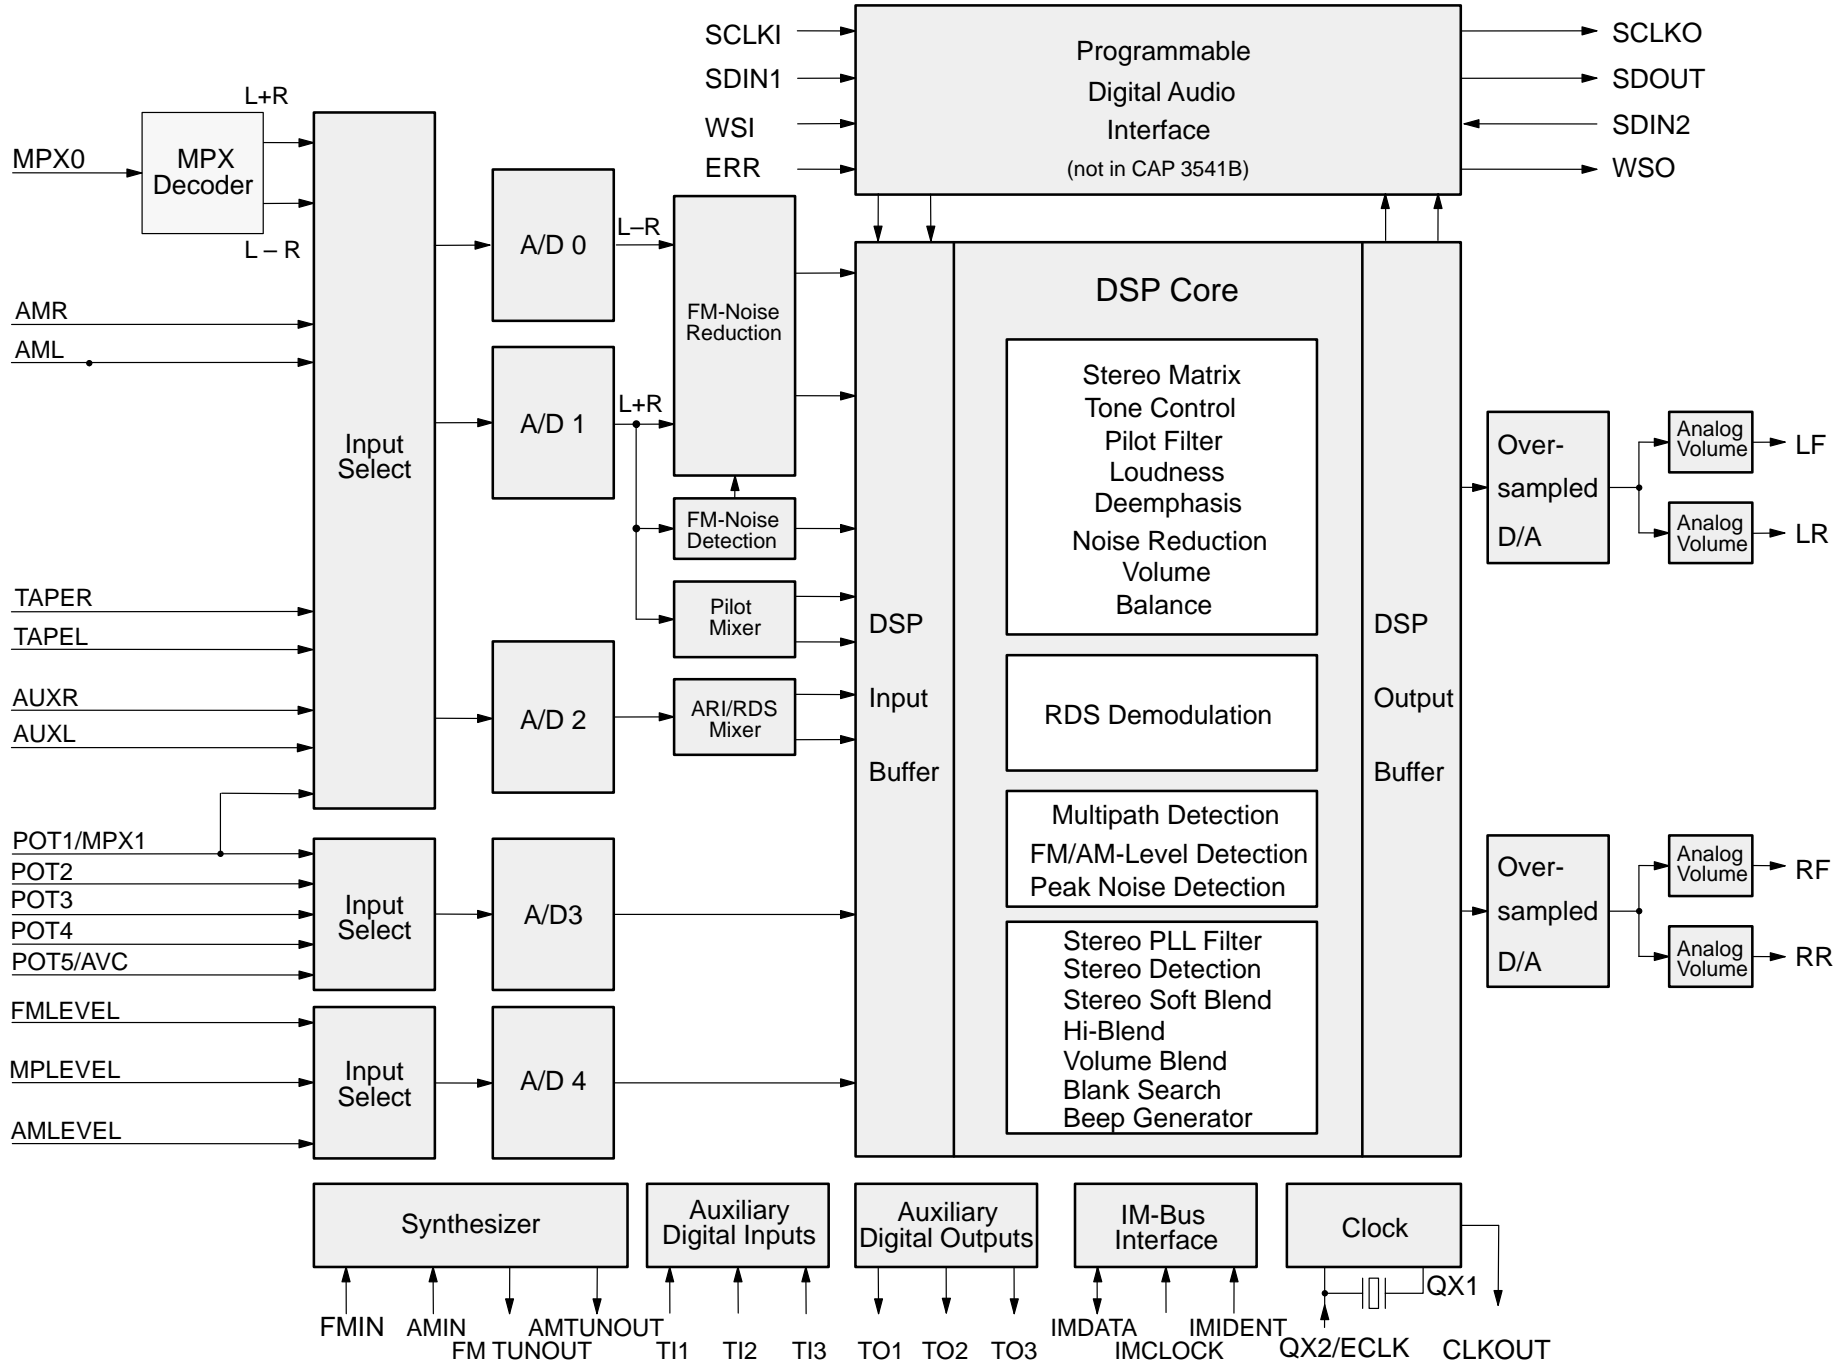 SCLKI
SDIN1
WSI
ERR
Programmable
Digital Audio
Interface
(not in CAP 3541B)
SCLKO
SDOUT
SDIN2
WSO
MPX0
MPX
Decoder
L+R
L – R
AMR
AML
TAPER
TAPEL
AUXR
AUXL
Input
Select
A/D 0
L–R
A/D 1
L+R
A/D 2
FM-Noise
Reduction
FM-Noise
Detection
Pilot
Mixer
ARI/RDS
Mixer
POT1/MPX1
POT2
POT3
POT4
POT5/AVC
Input
Select
A/D3
FMLEVEL
MPLEVEL
AMLEVEL
Input
Select
A/D 4
DSP
Input
Buffer
DSP Core
Stereo Matrix
Tone Control
Pilot Filter
Loudness
Deemphasis
Noise Reduction
Volume
Balance
RDS Demodulation
Multipath Detection
FM/AM-Level Detection
Peak Noise Detection
Stereo PLL Filter
Stereo Detection
Stereo Soft Blend
Hi-Blend
Volume Blend
Blank Search
Beep Generator
DSP
Output
Buffer
Over-
sampled
D/A
Analog
Volume
LF
Analog
Volume
LR
Over-
sampled
D/A
Analog
Volume
RF
Analog
Volume
RR
Synthesizer
FMIN
AMIN
FM TUNOUT
AMTUNOUT
Auxiliary
Digital Inputs
TI1
TI2
TI3
Auxiliary
Digital Outputs
TO1
TO2
TO3
IM-Bus
Interface
IMDATA
IMCLOCK
IMIDENT
Clock
QX1
QX2/ECLK
CLKOUT